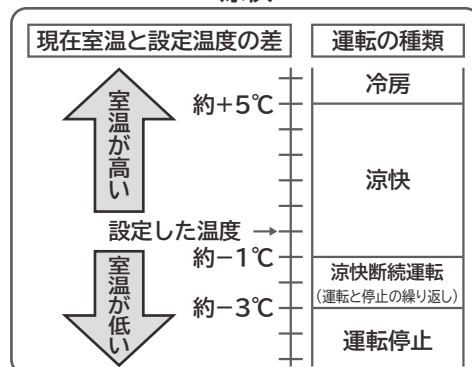 現在室温と設定温度の差
運転の種類
室温が高い
約+5℃
設定した温度 →
約−1℃
室温が低い
約−3℃
冷房
涼快
涼快断続運転
(運転と停止の繰り返し)
運転停止